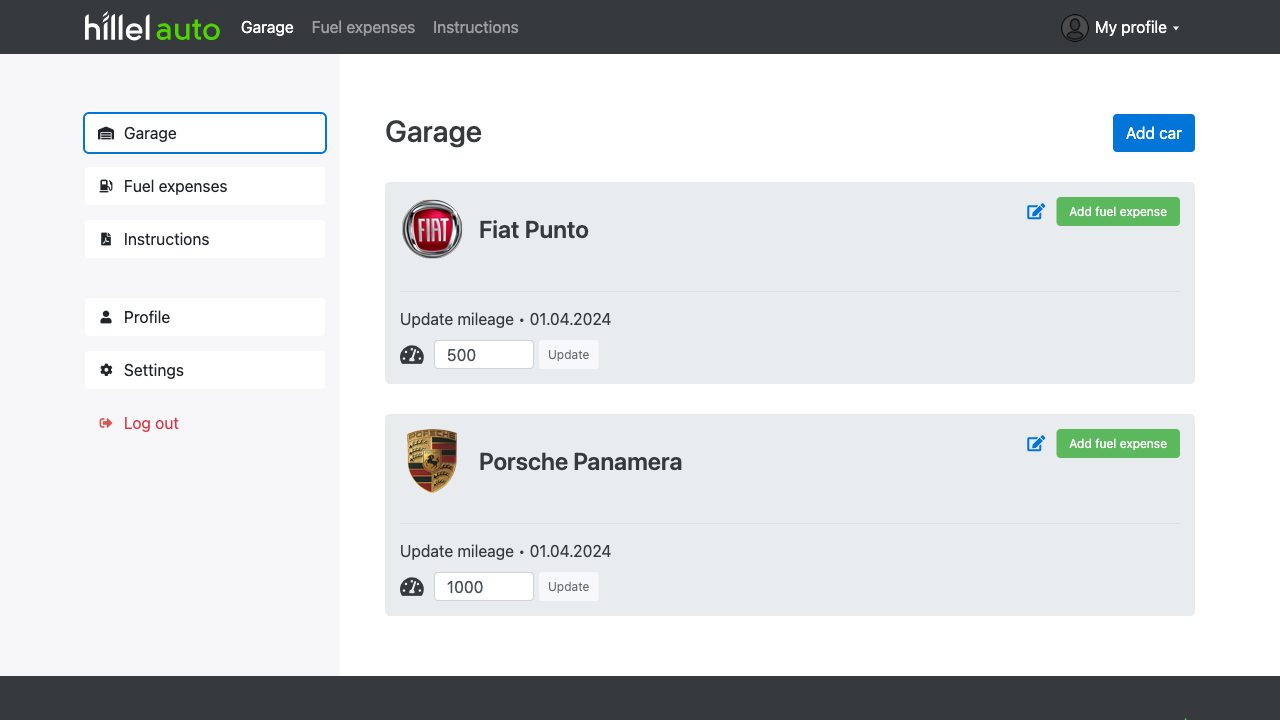 hillel auto Garage Fuel expenses Instructions My profile
Garage
Fuel expenses
Instructions
Profile
Settings
Log out
Garage Add car
FIAT Fiat Punto Add fuel expense
Update mileage • 01.04.2024
500 Update
PORSCHE Porsche Panamera Add fuel expense
Update mileage • 01.04.2024
1000 Update